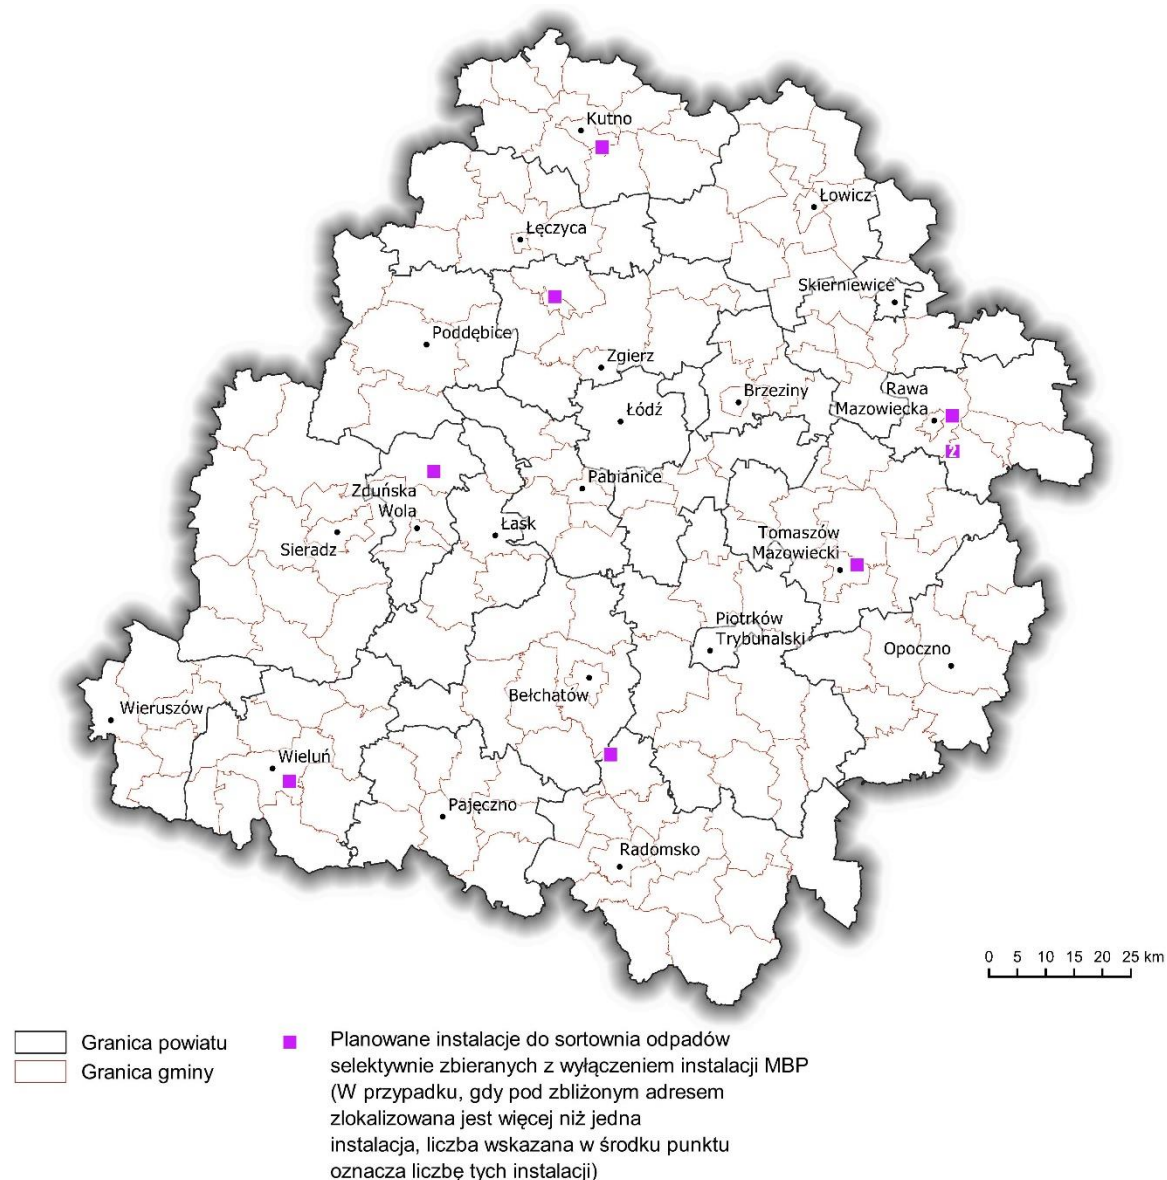 Kutno
Łowicz
Łęczyca
Skierniewice
Poddębice
Zgierz
Rawa
Mazowiecka
Brzeziny
Łódź
2
Pabianice
Zduńska
Wola
Łask
Sieradz
Tomaszów
Mazowiecki
Piotrków
Trybunalski
Opoczno
Bełchatów
Wieruszów
Wieluń
Pajęczno
Radomsko
0 5 10 15 20 25 km
Granica powiatu
Granica gminy
Planowane instalacje do sortownia odpadów
selektywnie zbieranych z wyłączeniem instalacji MBP
(W przypadku, gdy pod zbliżonym adresem
zlokalizowana jest więcej niż jedna
instalacja, liczba wskazana w środku punktu
oznacza liczbę tych instalacji)